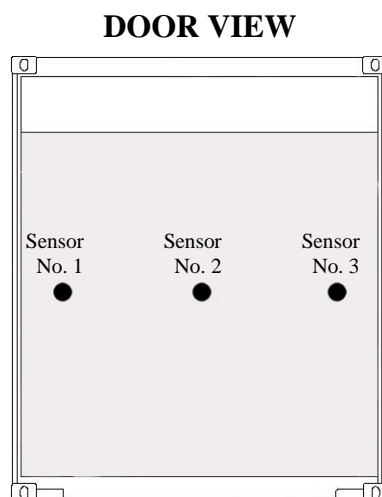 DOOR VIEW
Sensor No. 1
Sensor No. 2
Sensor No. 3